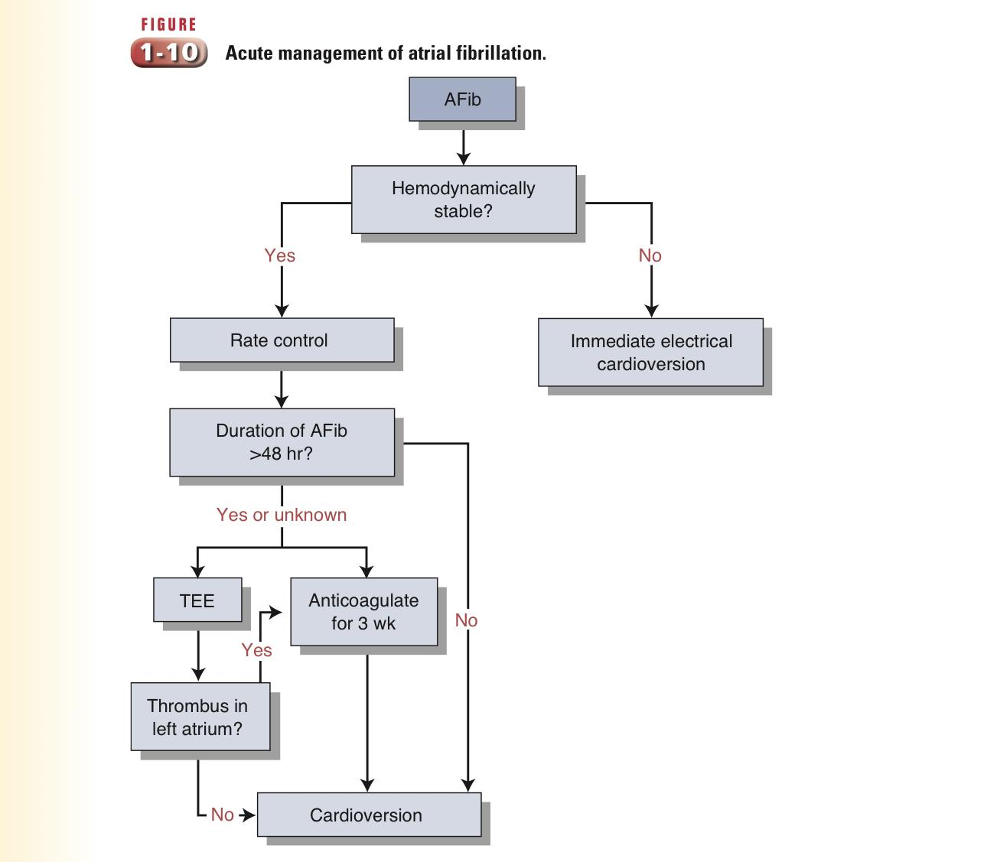 FIGURE
1-10
Acute management of atrial fibrillation.
AFib
Hemodynamically
stable?
Yes
No
Rate control
Immediate electrical
cardioversion
Duration of AFib
>48 hr?
Yes or unknown
TEE
Anticoagulate
for 3 wk
No
Yes
Thrombus in
left atrium?
No
Cardioversion